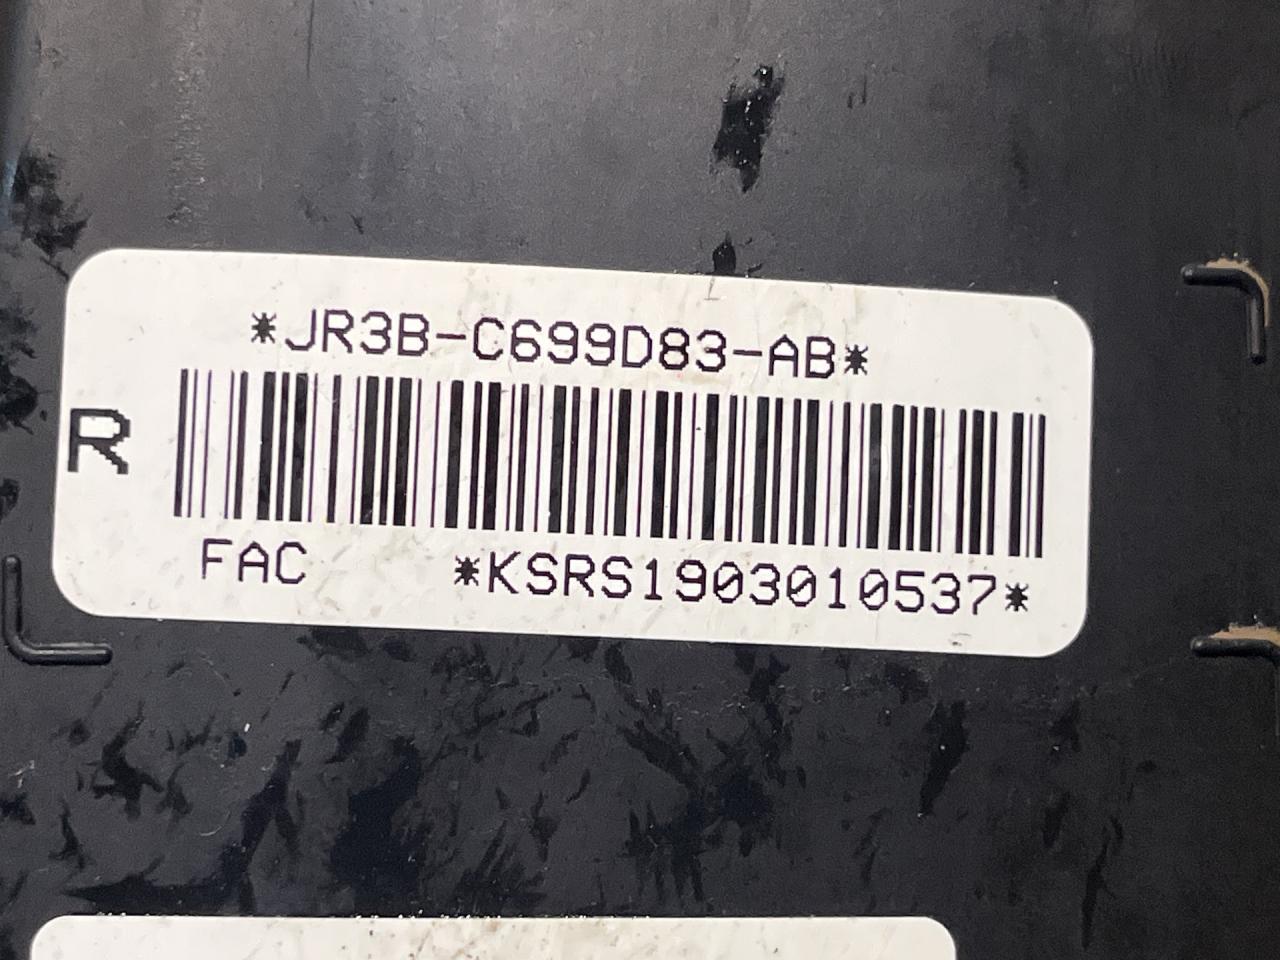 *JR3B-C699D83-AB*
R
FAC *KSRS1903010537*